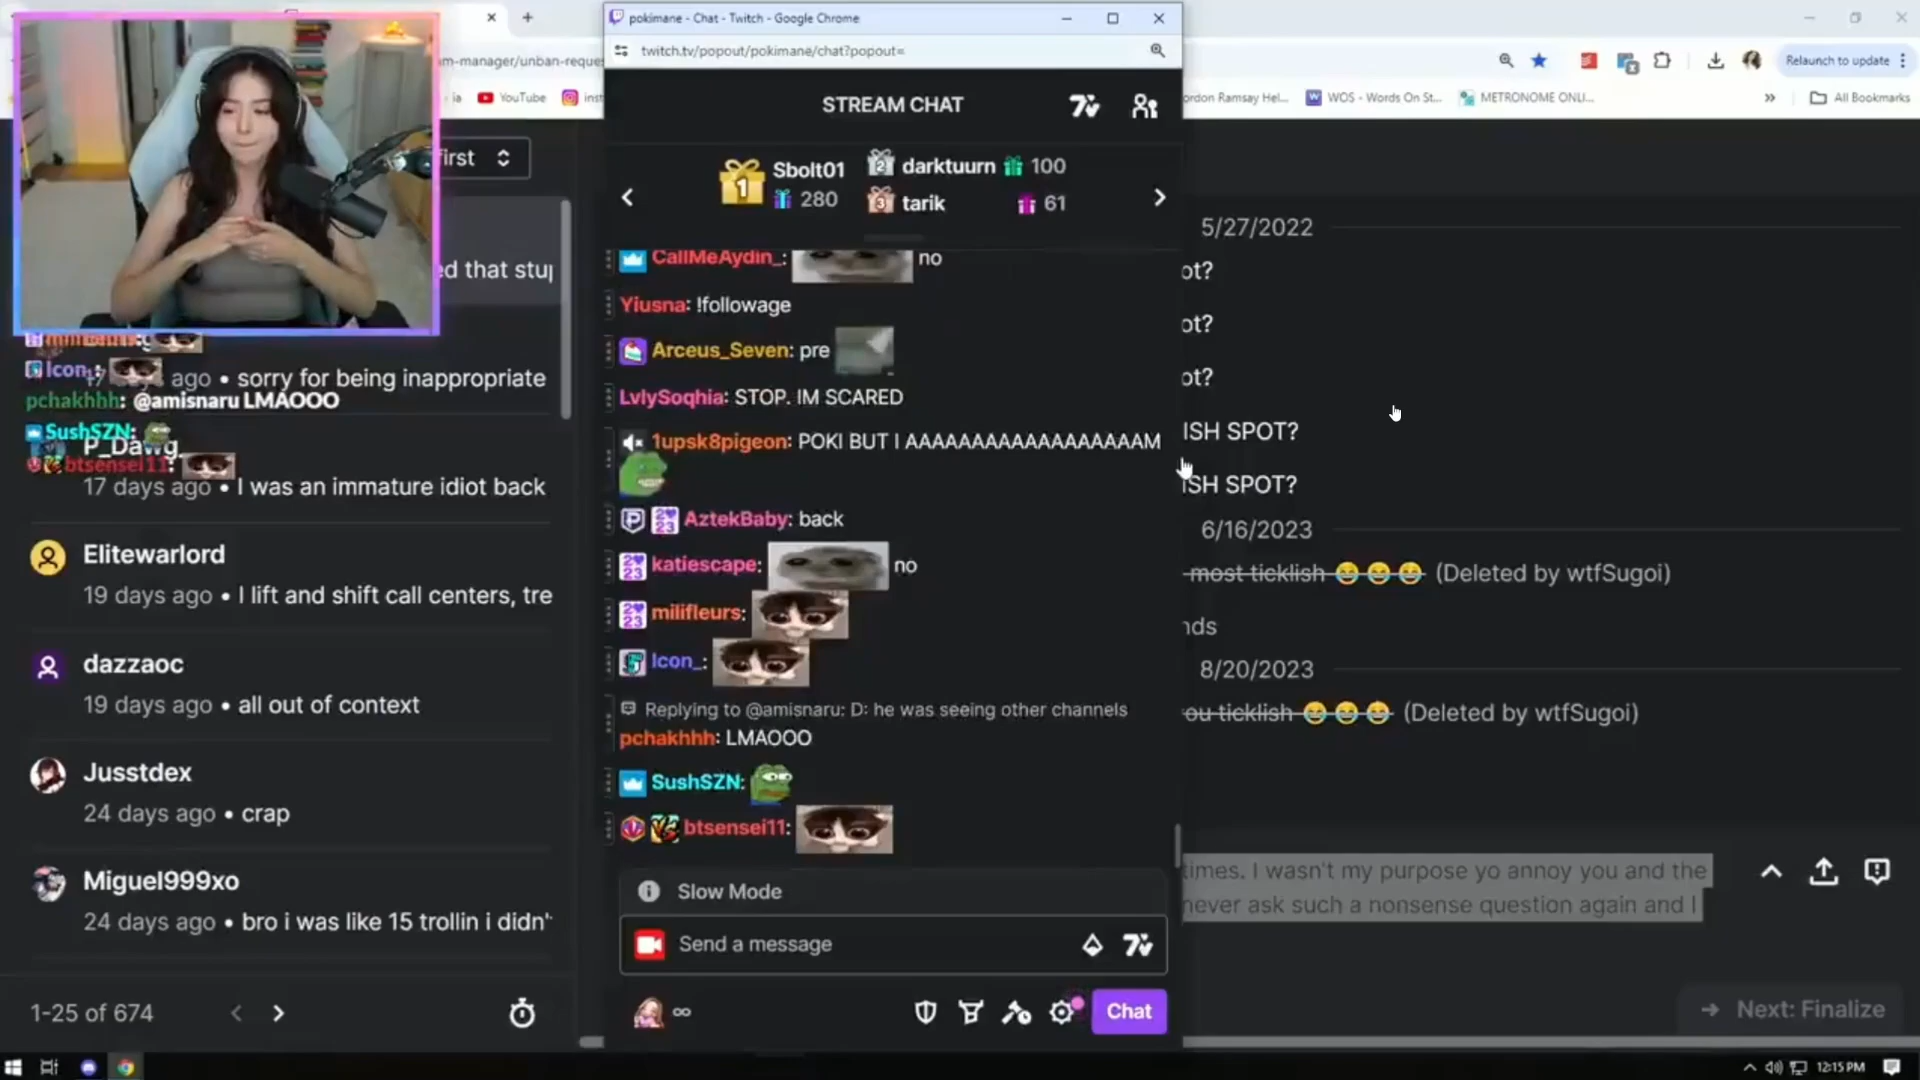 pokimane - Chat - Twitch - Google Chrome
twitch.tv/popout/pokimane/chat?popout=
m-manager/unban-reque
Relaunch to update
YouTube
inst
ordon Ramsay Hel...
WOS - Words On St...
METRONOME ONLI...
All Bookmarks
irst
ed that stup
Icon_:
ago • sorry for being inappropriate
pchakhhh: @amisnaru LMAOOO
SushSZN:
P_Dawg_
btsensei11:
17 days ago • I was an immature idiot back
Elitewarlord
19 days ago • I lift and shift call centers, tre
dazzaoc
19 days ago • all out of context
Jusstdex
24 days ago • crap
Miguel999xo
24 days ago • bro i was like 15 trollin i didn'
1-25 of 674
STREAM CHAT
1 Sbolt01 280
2 darktuurn 100
3 tarik 61
CallMeAydin_: no
Yiusna: !followage
Arceus_Seven: pre
LvlySoqhia: STOP. IM SCARED
1upsk8pigeon: POKI BUT I AAAAAAAAAAAAAAAAAAM
AztekBaby: back
katiescape: no
milifleurs:
Icon_:
Replying to @amisnaru: D: he was seeing other channels
pchakhhh: LMAOOO
SushSZN:
btsensei11:
Slow Mode
Send a message
Chat
5/27/2022
ot?
ot?
ot?
ISH SPOT?
ISH SPOT?
6/16/2023
most ticklish 😂😂😂 (Deleted by wtfSugoi)
nds
8/20/2023
ou ticklish 😂😂😂 (Deleted by wtfSugoi)
times. I wasn't my purpose yo annoy you and the
never ask such a nonsense question again and I
Next: Finalize
12:15 PM